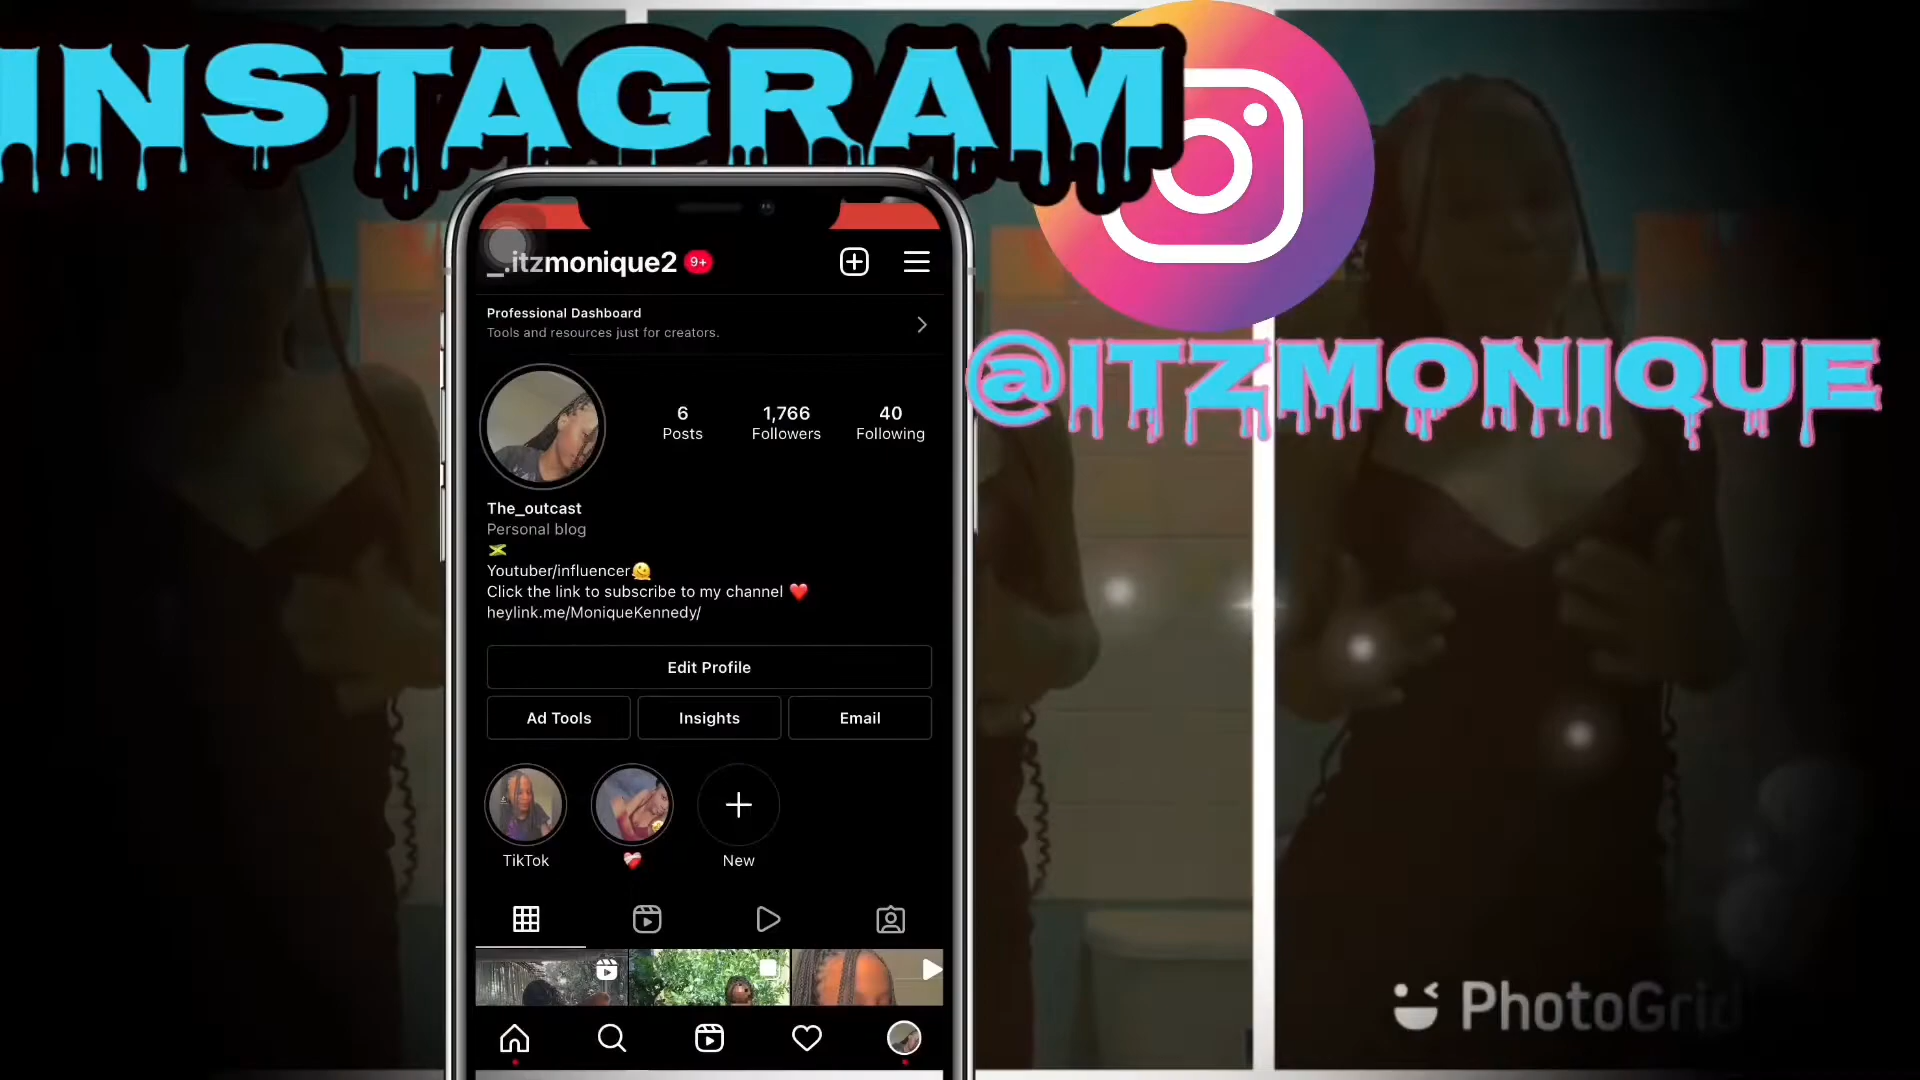 INSTAGRAM
_.itzmonique2 9+
Professional Dashboard
Tools and resources just for creators.
@ITZMONIQUE
6 1,766 40
Posts Followers Following
The_outcast
Personal blog
🇯🇲
Youtuber/influencer🫠
Click the link to subscribe to my channel ❤️
heylink.me/MoniqueKennedy/
Edit Profile
Ad Tools Insights Email
TikTok ❤️‍🩹 New
PhotoGrid